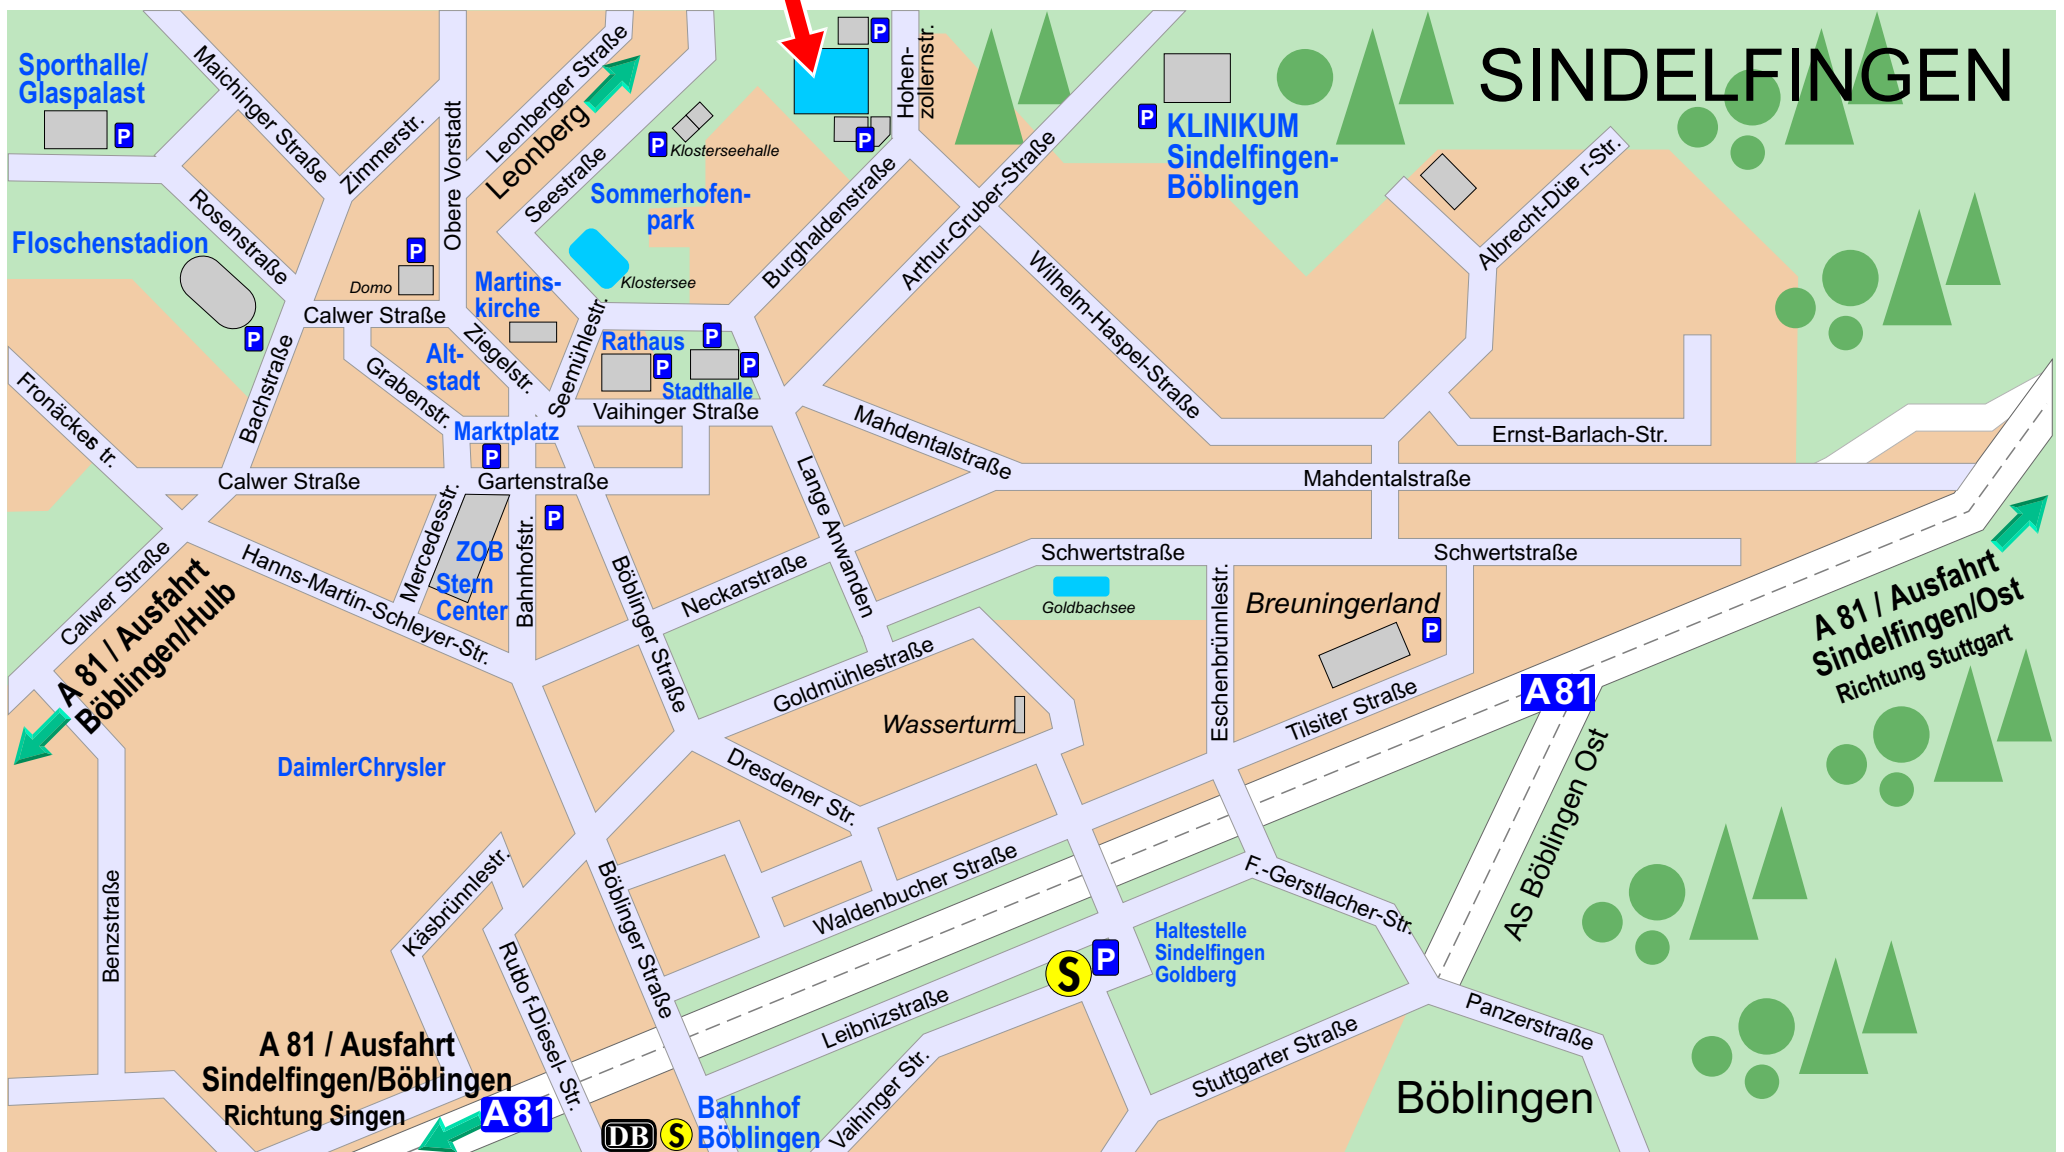 SINDELFINGEN
Sporthalle/
Glaspalast
P
Maichinger Straße
Zimmerstr.
Obere Vorstadt
Leonberger Straße
Leonberg
Seestraße
P
Klosterseehalle
P
P
Hohen-
zollernstr.
Sommerhofen-
park
Burghaldenstraße
Arthur-Gruber-Straße
P
KLINIKUM
Sindelfingen-
Böblingen
Albrecht-Düe r-Str.
Rosenstraße
Floschenstadion
P
P
Domo
Calwer Straße
Martins-
kirche
Klostersee
Wilhelm-Haspel-Straße
Ziegelstr.
Seemühlestr.
Rathaus
P
P
P
Stadthalle
Alt-
stadt
Grabenstr.
Bachstraße
Fronäckes tr.
Vaihinger Straße
Marktplatz
P
Mahdentalstraße
Ernst-Barlach-Str.
Calwer Straße
Gartenstraße
Mahdentalstraße
Lange Anwanden
Mercedesstr.
ZOB
Stern
Center
Bahnhofstr.
P
Hanns-Martin-Schleyer-Str.
Calwer Straße
A 81 / Ausfahrt
Böblingen/Hulb
Böblinger Straße
Neckarstraße
Schwertstraße
Schwertstraße
Goldbachsee
Eschenbrünnlestr.
Breuningerland
P
A 81 / Ausfahrt
Sindelfingen/Ost
Richtung Stuttgart
Goldmühlestraße
Wasserturm
Tilsiter Straße
A 81
AS Böblingen Ost
DaimlerChrysler
Dresdener Str.
Käsbrünnlestr.
Böblinger Straße
Waldenbucher Straße
F.-Gerstlacher-Str.
Benzstraße
Rudo f-Diesel- Str.
Haltestelle
Sindelfingen
Goldberg
S
P
Leibnizstraße
Panzerstraße
Stuttgarter Straße
Vaihinger Str.
A 81 / Ausfahrt
Sindelfingen/Böblingen
Richtung Singen
A 81
DB
S
Bahnhof
Böblingen
Böblingen